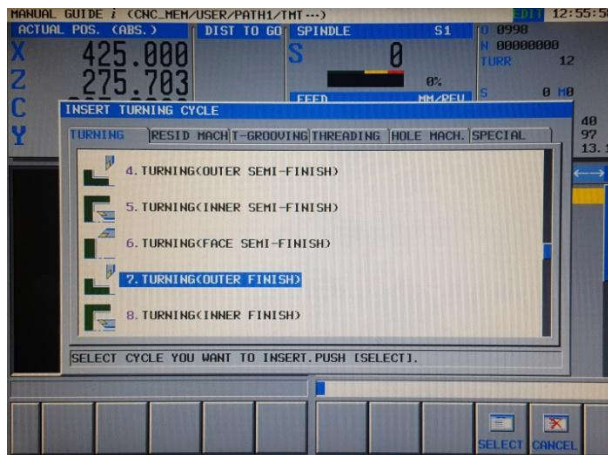 MANUAL GUIDE i (CNC_MEM/USER/PATH1/TMT...)
EDIT 12:55:5
ACTUAL POS. (ABS.) DIST TO GO SPINDLE S1 O 0998
X 425.000 S 0 N 00000000
TURR 12
Z 275.703 0% S 0 M0
C FEED MM/REV
Y
INSERT TURNING CYCLE
40
97
13.
TURNING RESID MACH T-GROOVING THREADING HOLE MACH. SPECIAL
4. TURNING(OUTER SEMI-FINISH)
5. TURNING(INNER SEMI-FINISH)
6. TURNING(FACE SEMI-FINISH)
7. TURNING(OUTER FINISH)
8. TURNING(INNER FINISH)
SELECT CYCLE YOU WANT TO INSERT.PUSH [SELECT].
SELECT CANCEL